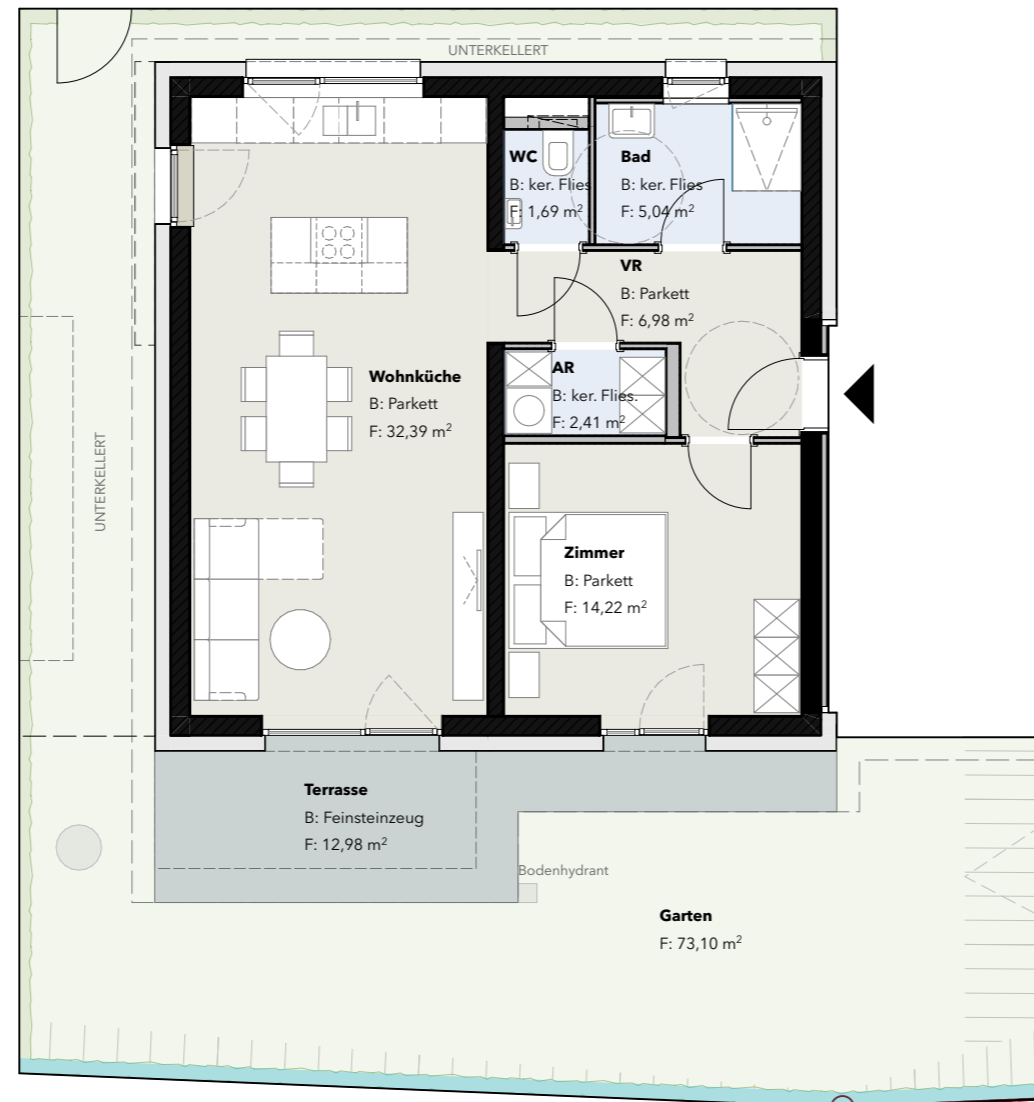 UNTERKELLERT
WC
B: ker. Flies
F: 1,69 m²
Bad
B: ker. Flies
F: 5,04 m²
VR
B: Parkett
F: 6,98 m²
AR
B: ker. Flies.
F: 2,41 m²
Wohnküche
B: Parkett
F: 32,39 m²
UNTERKELLERT
Zimmer
B: Parkett
F: 14,22 m²
Terrasse
B: Feinsteinzeug
F: 12,98 m²
Bodenhydrant
Garten
F: 73,10 m²